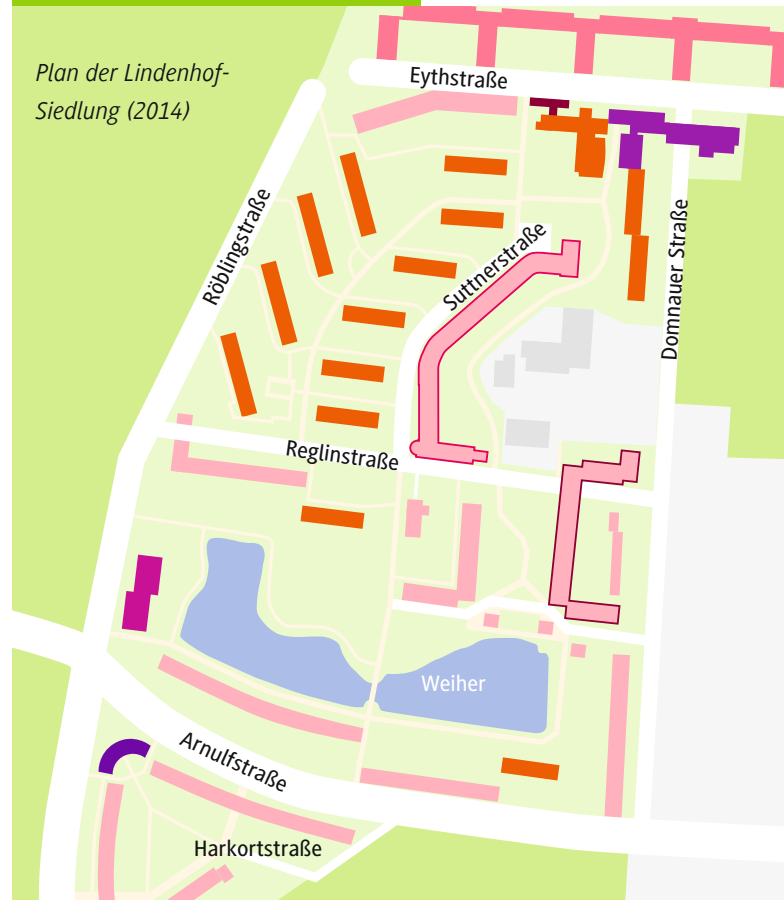 Plan der Lindenhof-
Siedlung (2014)
Eythstraße
Röblingstraße
Suttnerstraße
Domnauer Straße
Reglinstraße
Weiher
Arnulfstraße
Harkortstraße